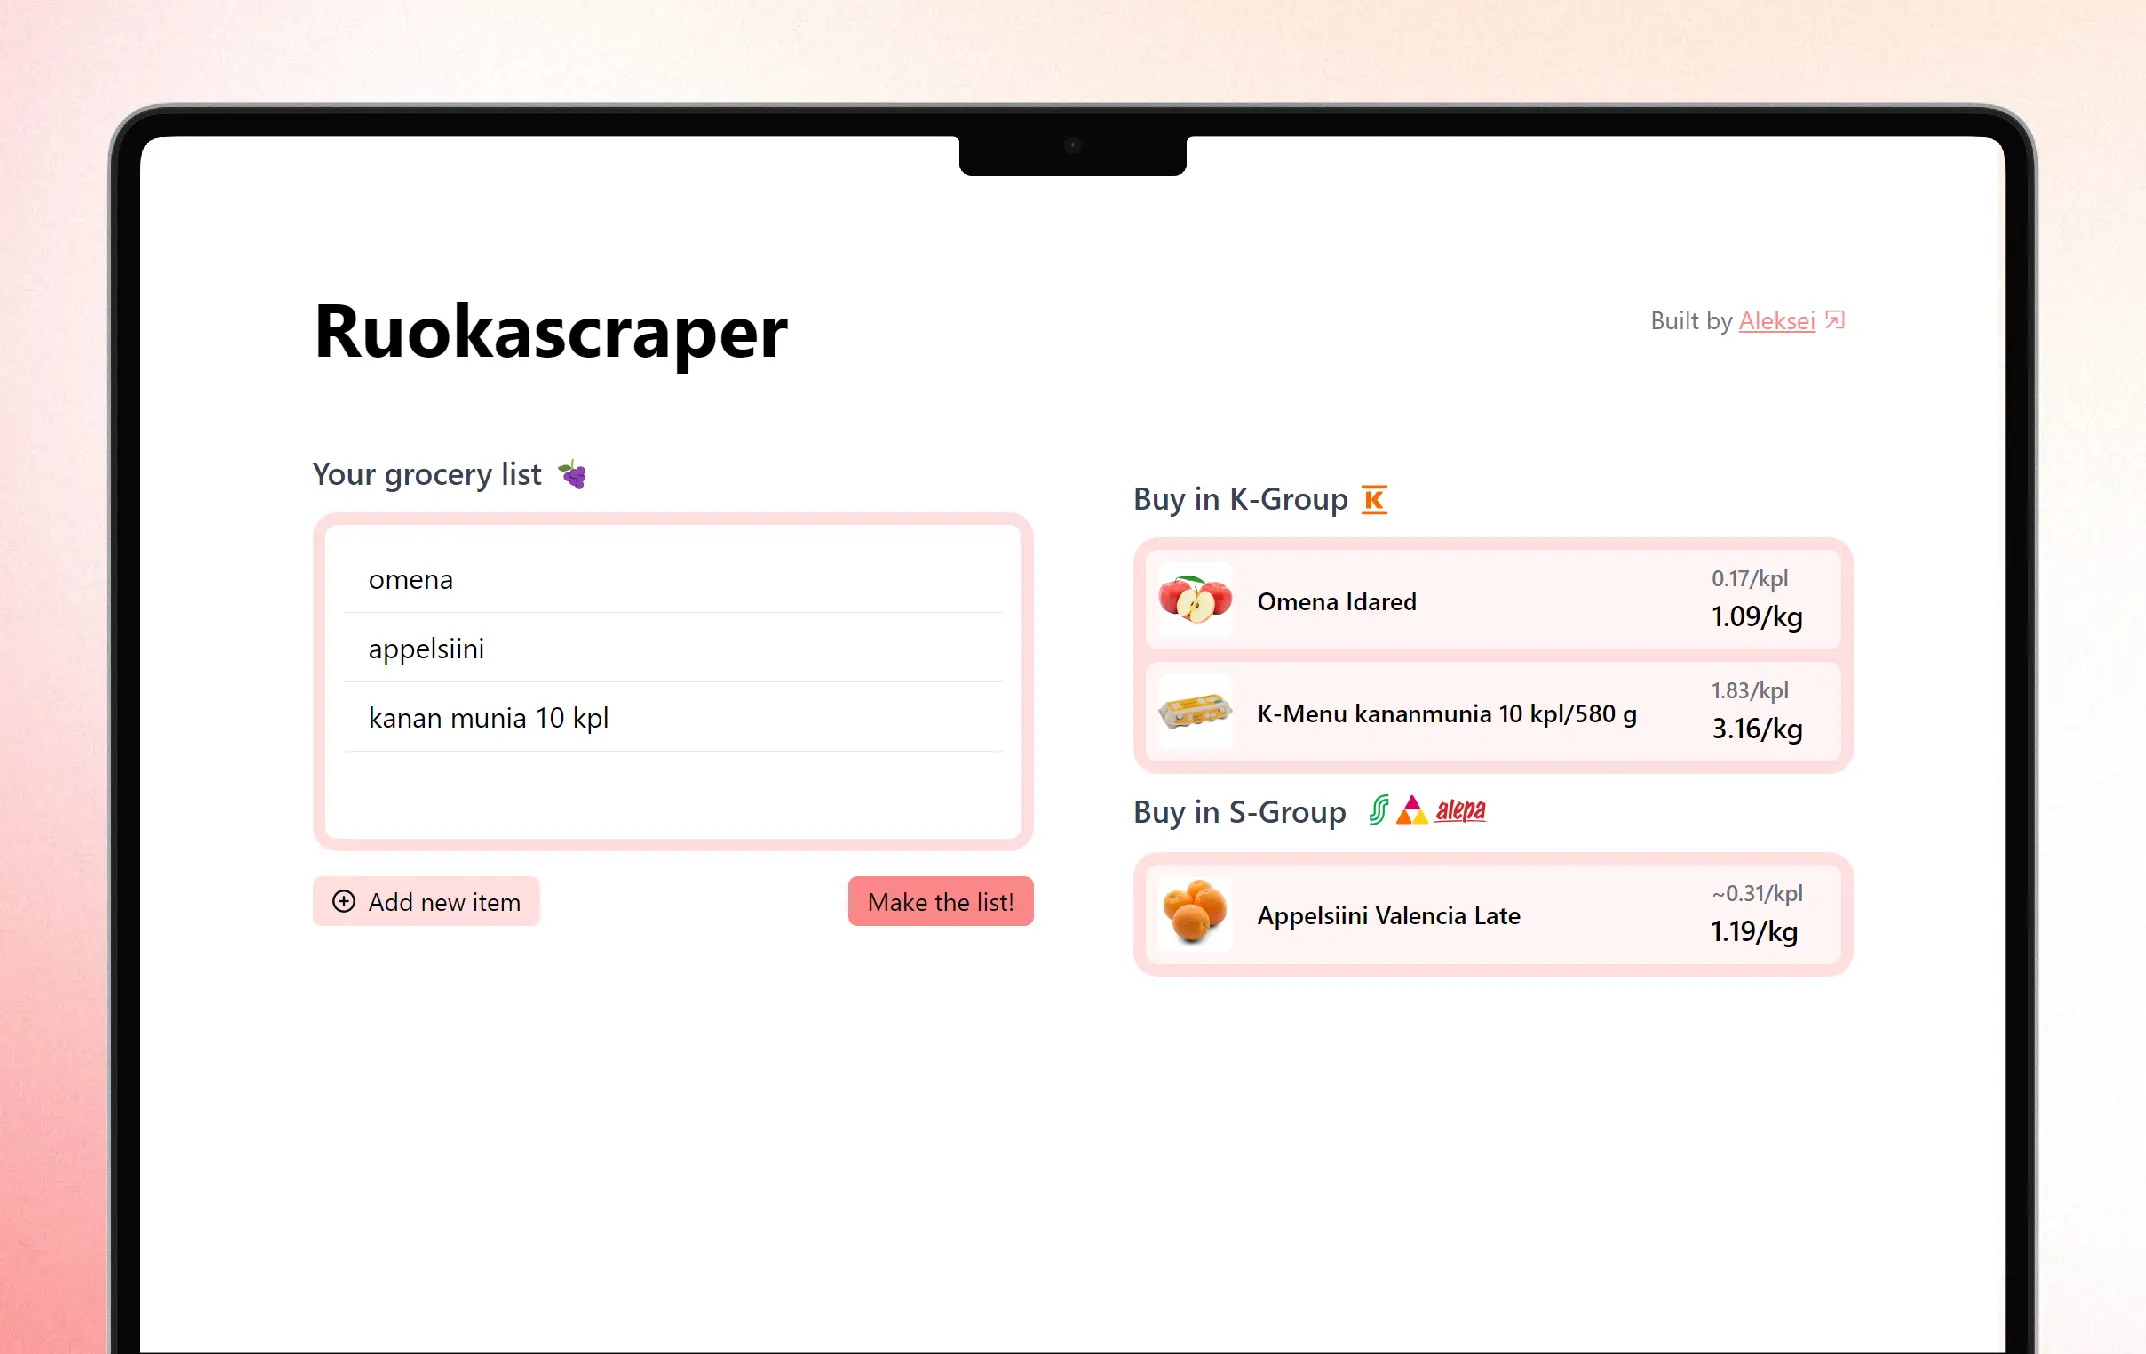 Ruokascraper
Built by Aleksei
Your grocery list
omena
appelsiini
kanan munia 10 kpl
Add new item
Make the list!
Buy in K-Group K
Omena Idared
0.17/kpl
1.09/kg
K-Menu kananmunia 10 kpl/580 g
1.83/kpl
3.16/kg
Buy in S-Group alepa
Appelsiini Valencia Late
~0.31/kpl
1.19/kg